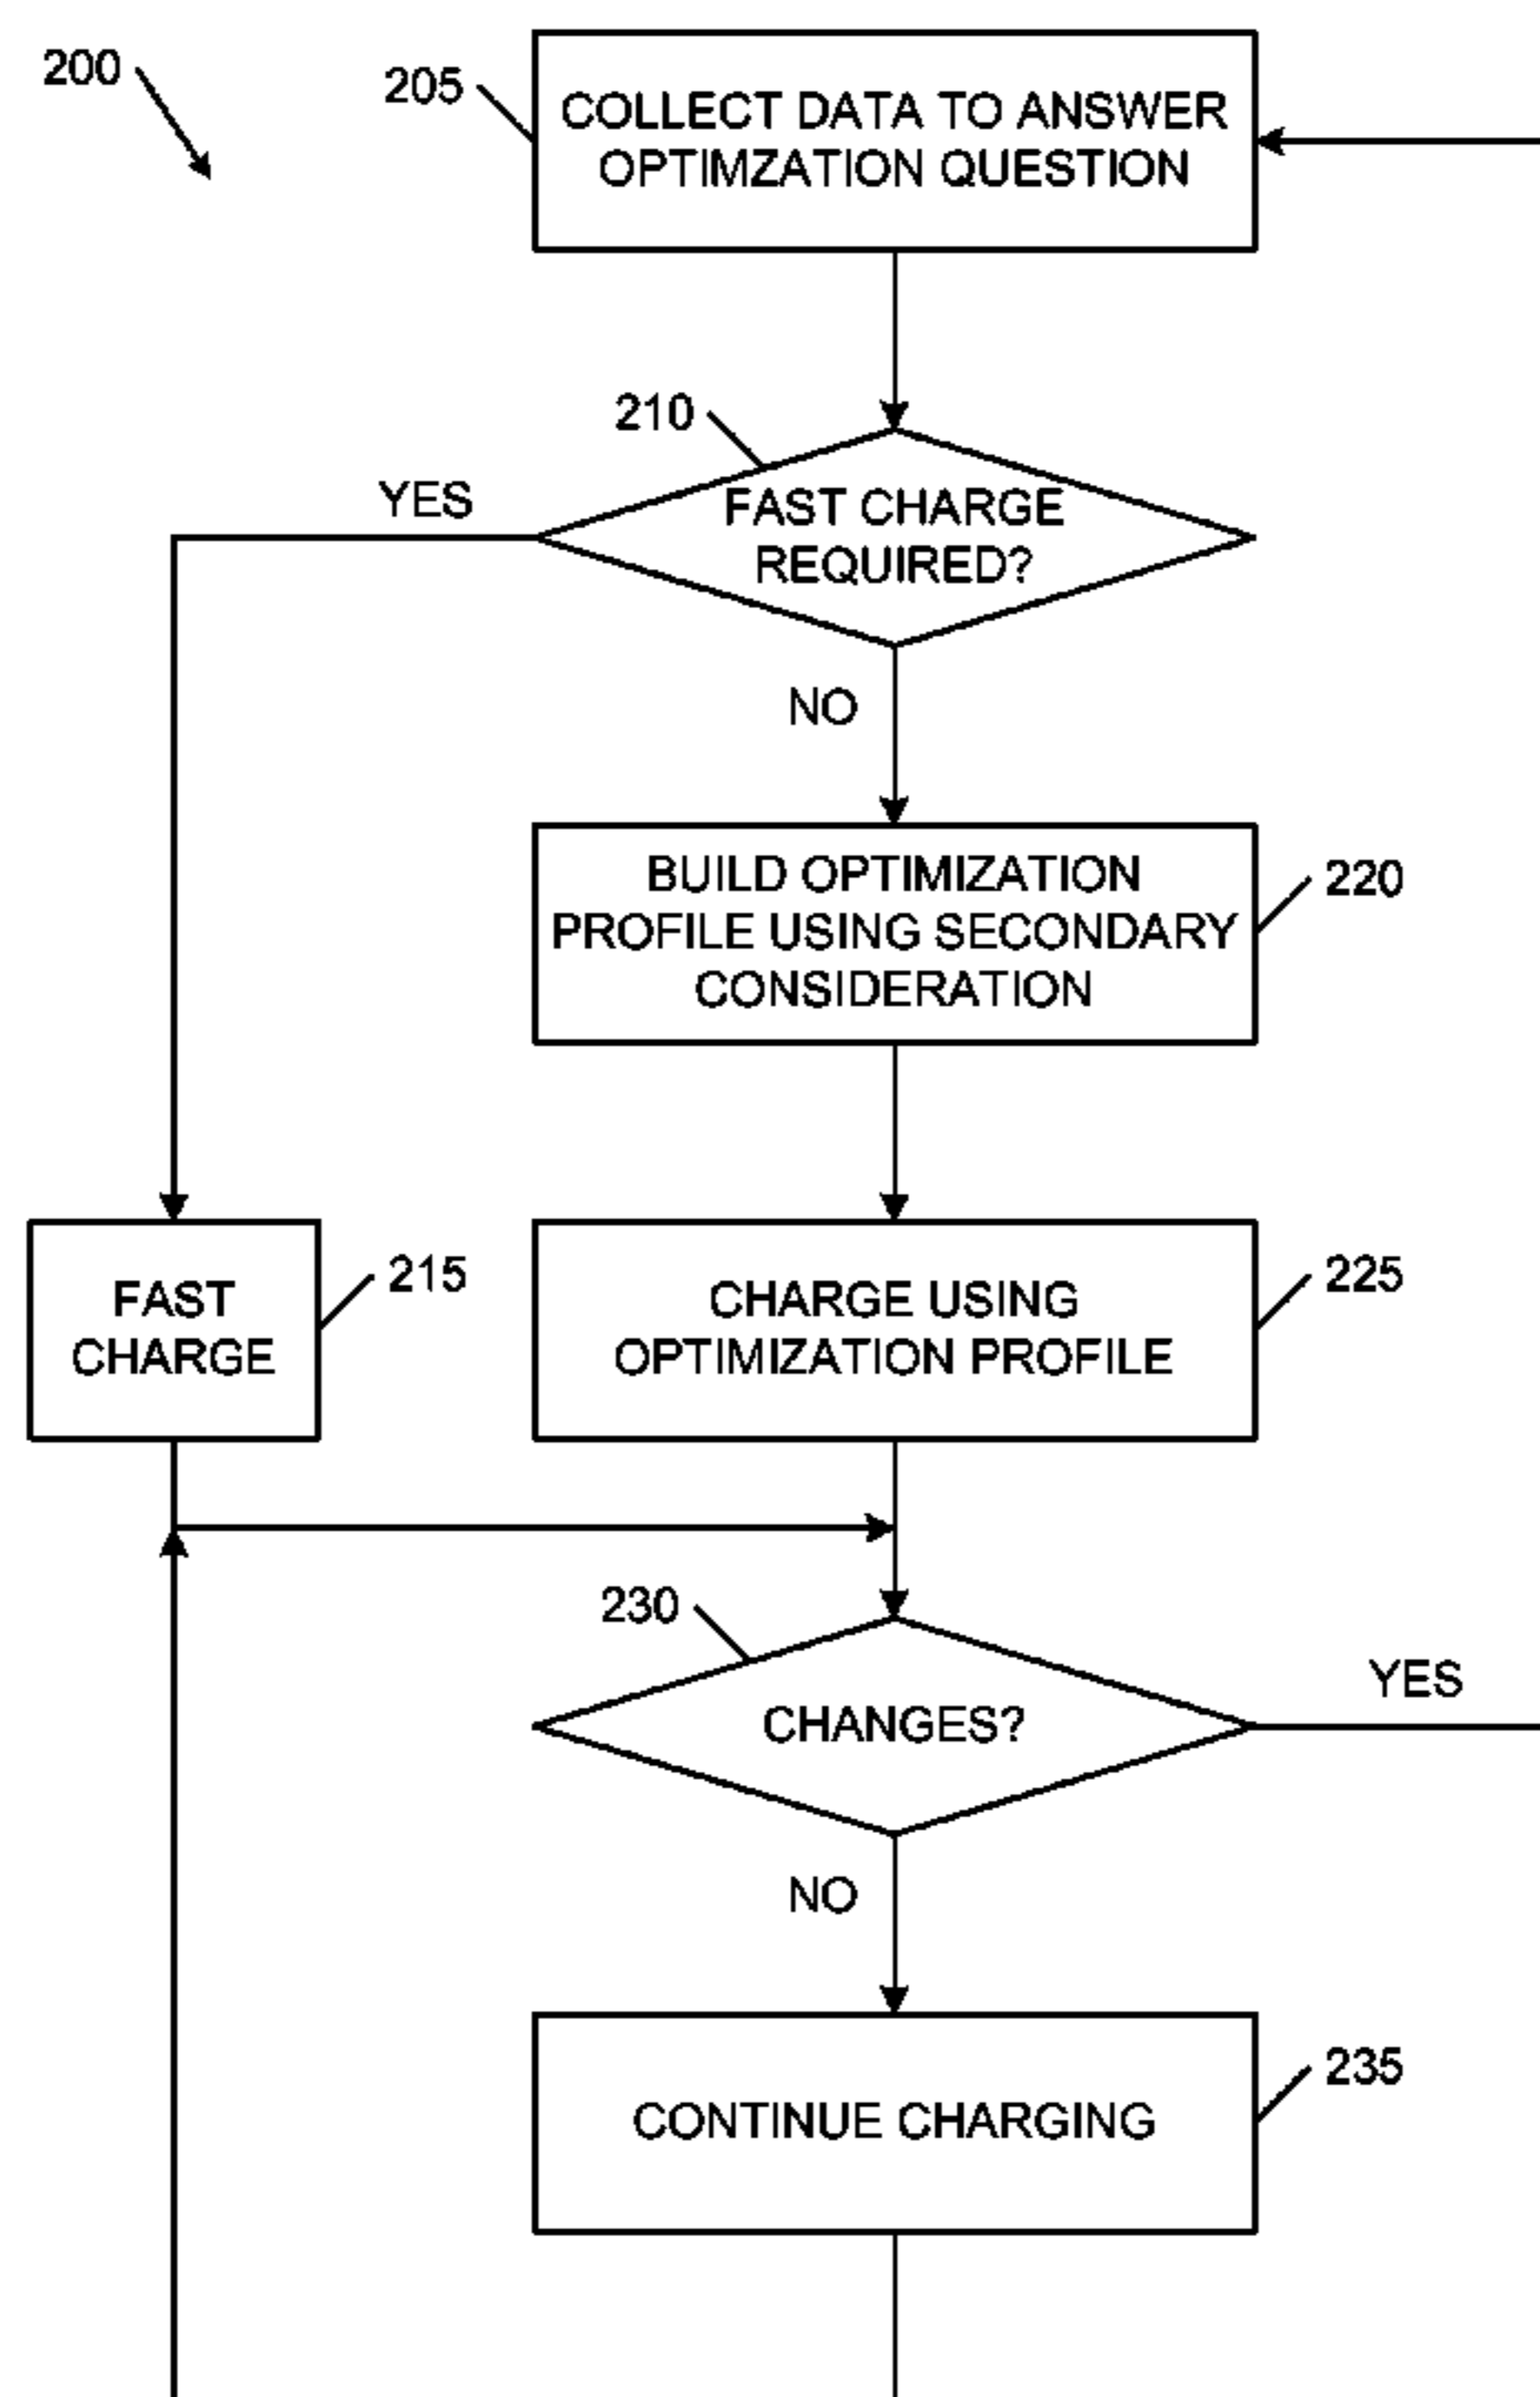 200
205
COLLECT DATA TO ANSWER
OPTIMZATION QUESTION
210
YES
FAST CHARGE
REQUIRED?
NO
BUILD OPTIMIZATION
PROFILE USING SECONDARY
CONSIDERATION
220
FAST
CHARGE
215
CHARGE USING
OPTIMIZATION PROFILE
225
230
CHANGES?
YES
NO
CONTINUE CHARGING
235